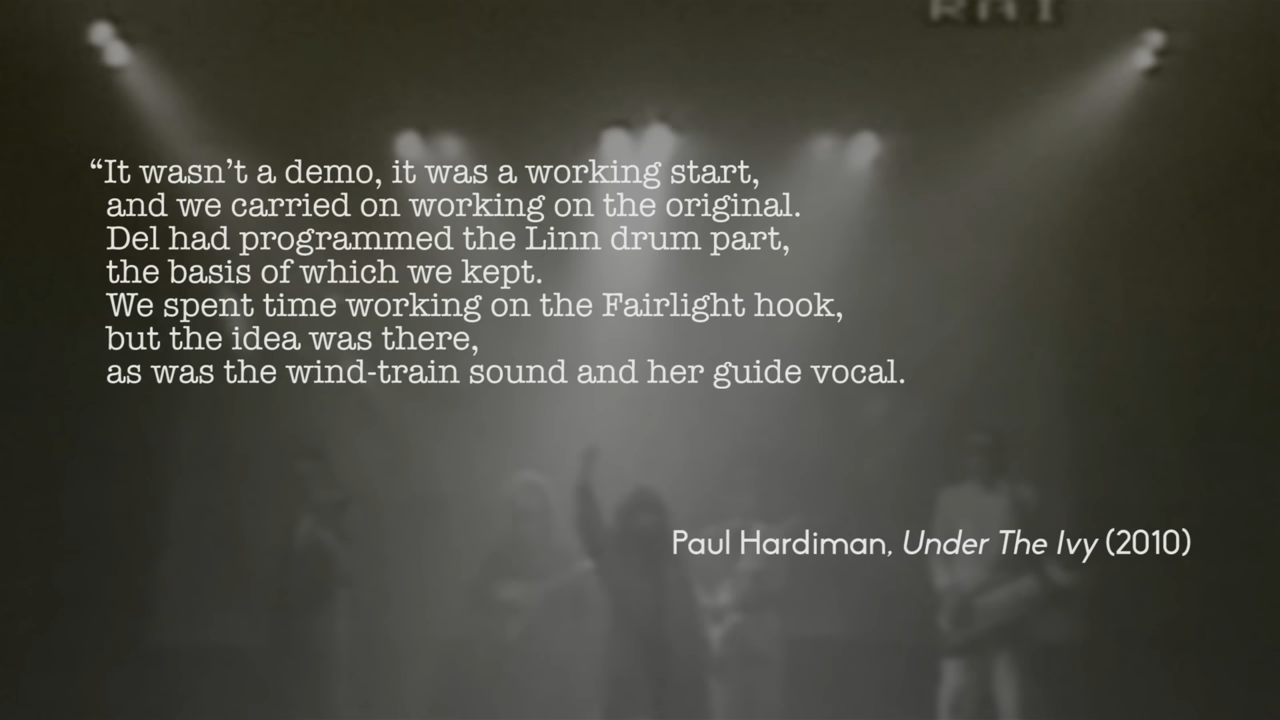 RAI
“It wasn’t a demo, it was a working start,
and we carried on working on the original.
Del had programmed the Linn drum part,
the basis of which we kept.
We spent time working on the Fairlight hook,
but the idea was there,
as was the wind-train sound and her guide vocal.
Paul Hardiman, Under The Ivy (2010)